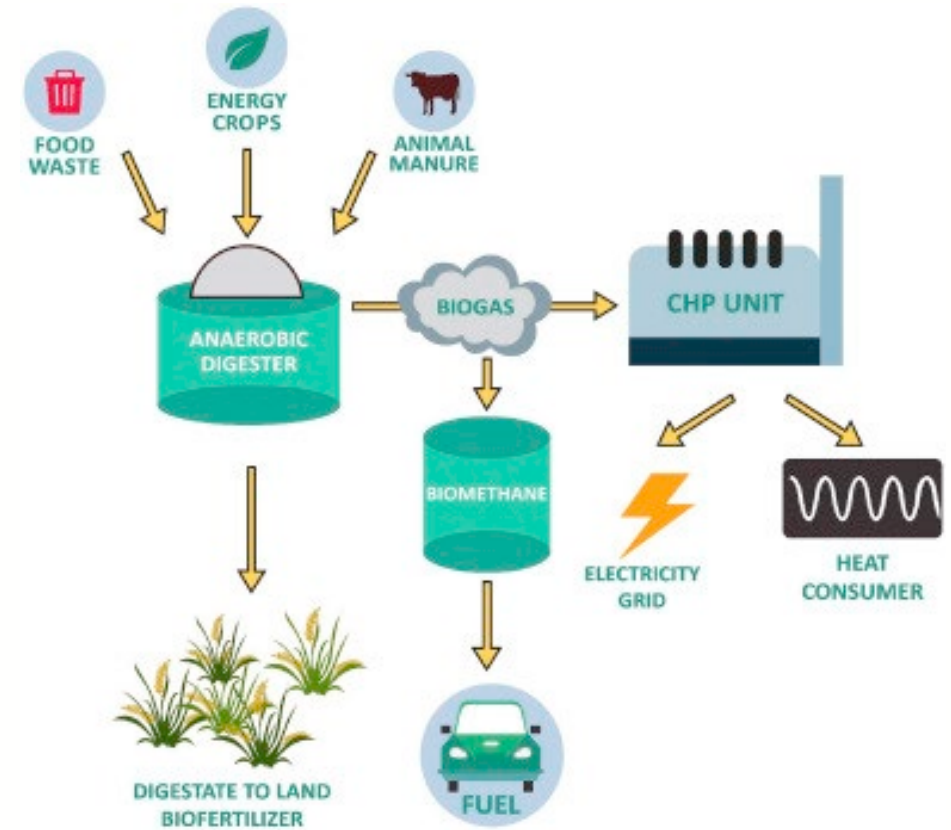 FOOD
WASTE
ENERGY
CROPS
ANIMAL
MANURE
ANAEROBIC
DIGESTER
BIOGAS
CHP UNIT
BIOMETHANE
ELECTRICITY
GRID
HEAT
CONSUMER
DIGESTATE TO LAND
BIOFERTILIZER
FUEL